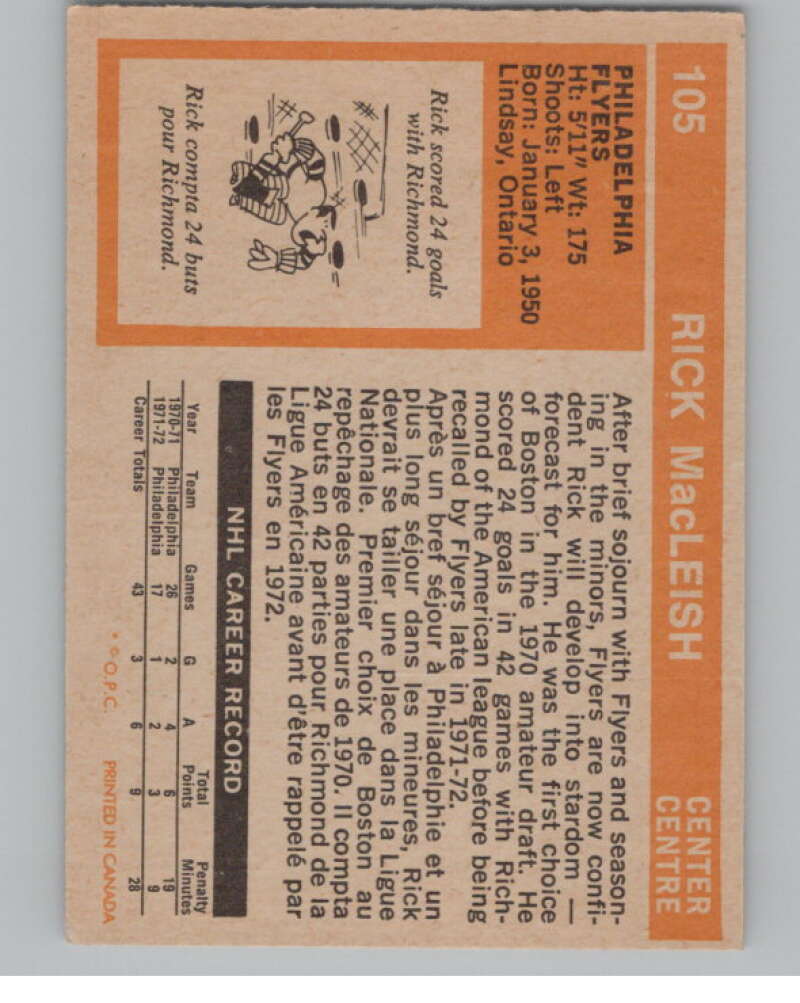 105 RICK MacLEISH CENTER
CENTRE
PHILADELPHIA
FLYERS
Ht: 5'11" Wt: 175
Shoots: Left
Born: January 3, 1950
Lindsay, Ontario
Rick scored 24 goals
with Richmond.
Rick compta 24 buts
pour Richmond.
After brief sojourn with Flyers and season-
ing in the minors, Flyers are now confi-
dent Rick will develop into stardom —
forecast for him. He was the first choice
of Boston in the 1970 amateur draft. He
scored 24 goals in 42 games with Rich-
mond of the American league before being
recalled by Flyers late in 1971-72.
Après un bref séjour à Philadelphie et un
plus long séjour dans les mineures, Rick
devrait se tailler une place dans la Ligue
Nationale. Premier choix de Boston au
repêchage des amateurs de 1970. Il compta
24 buts en 42 parties pour Richmond de la
Ligue Américaine avant d'être rappelé par
les Flyers en 1972.
NHL CAREER RECORD
Year Team Games G A Total Points Penalty Minutes
1970-71 Philadelphia 26 2 4 6 19
1971-72 Philadelphia 17 1 2 3 9
Career Totals 43 3 6 9 28
* © O.P.C. PRINTED IN CANADA